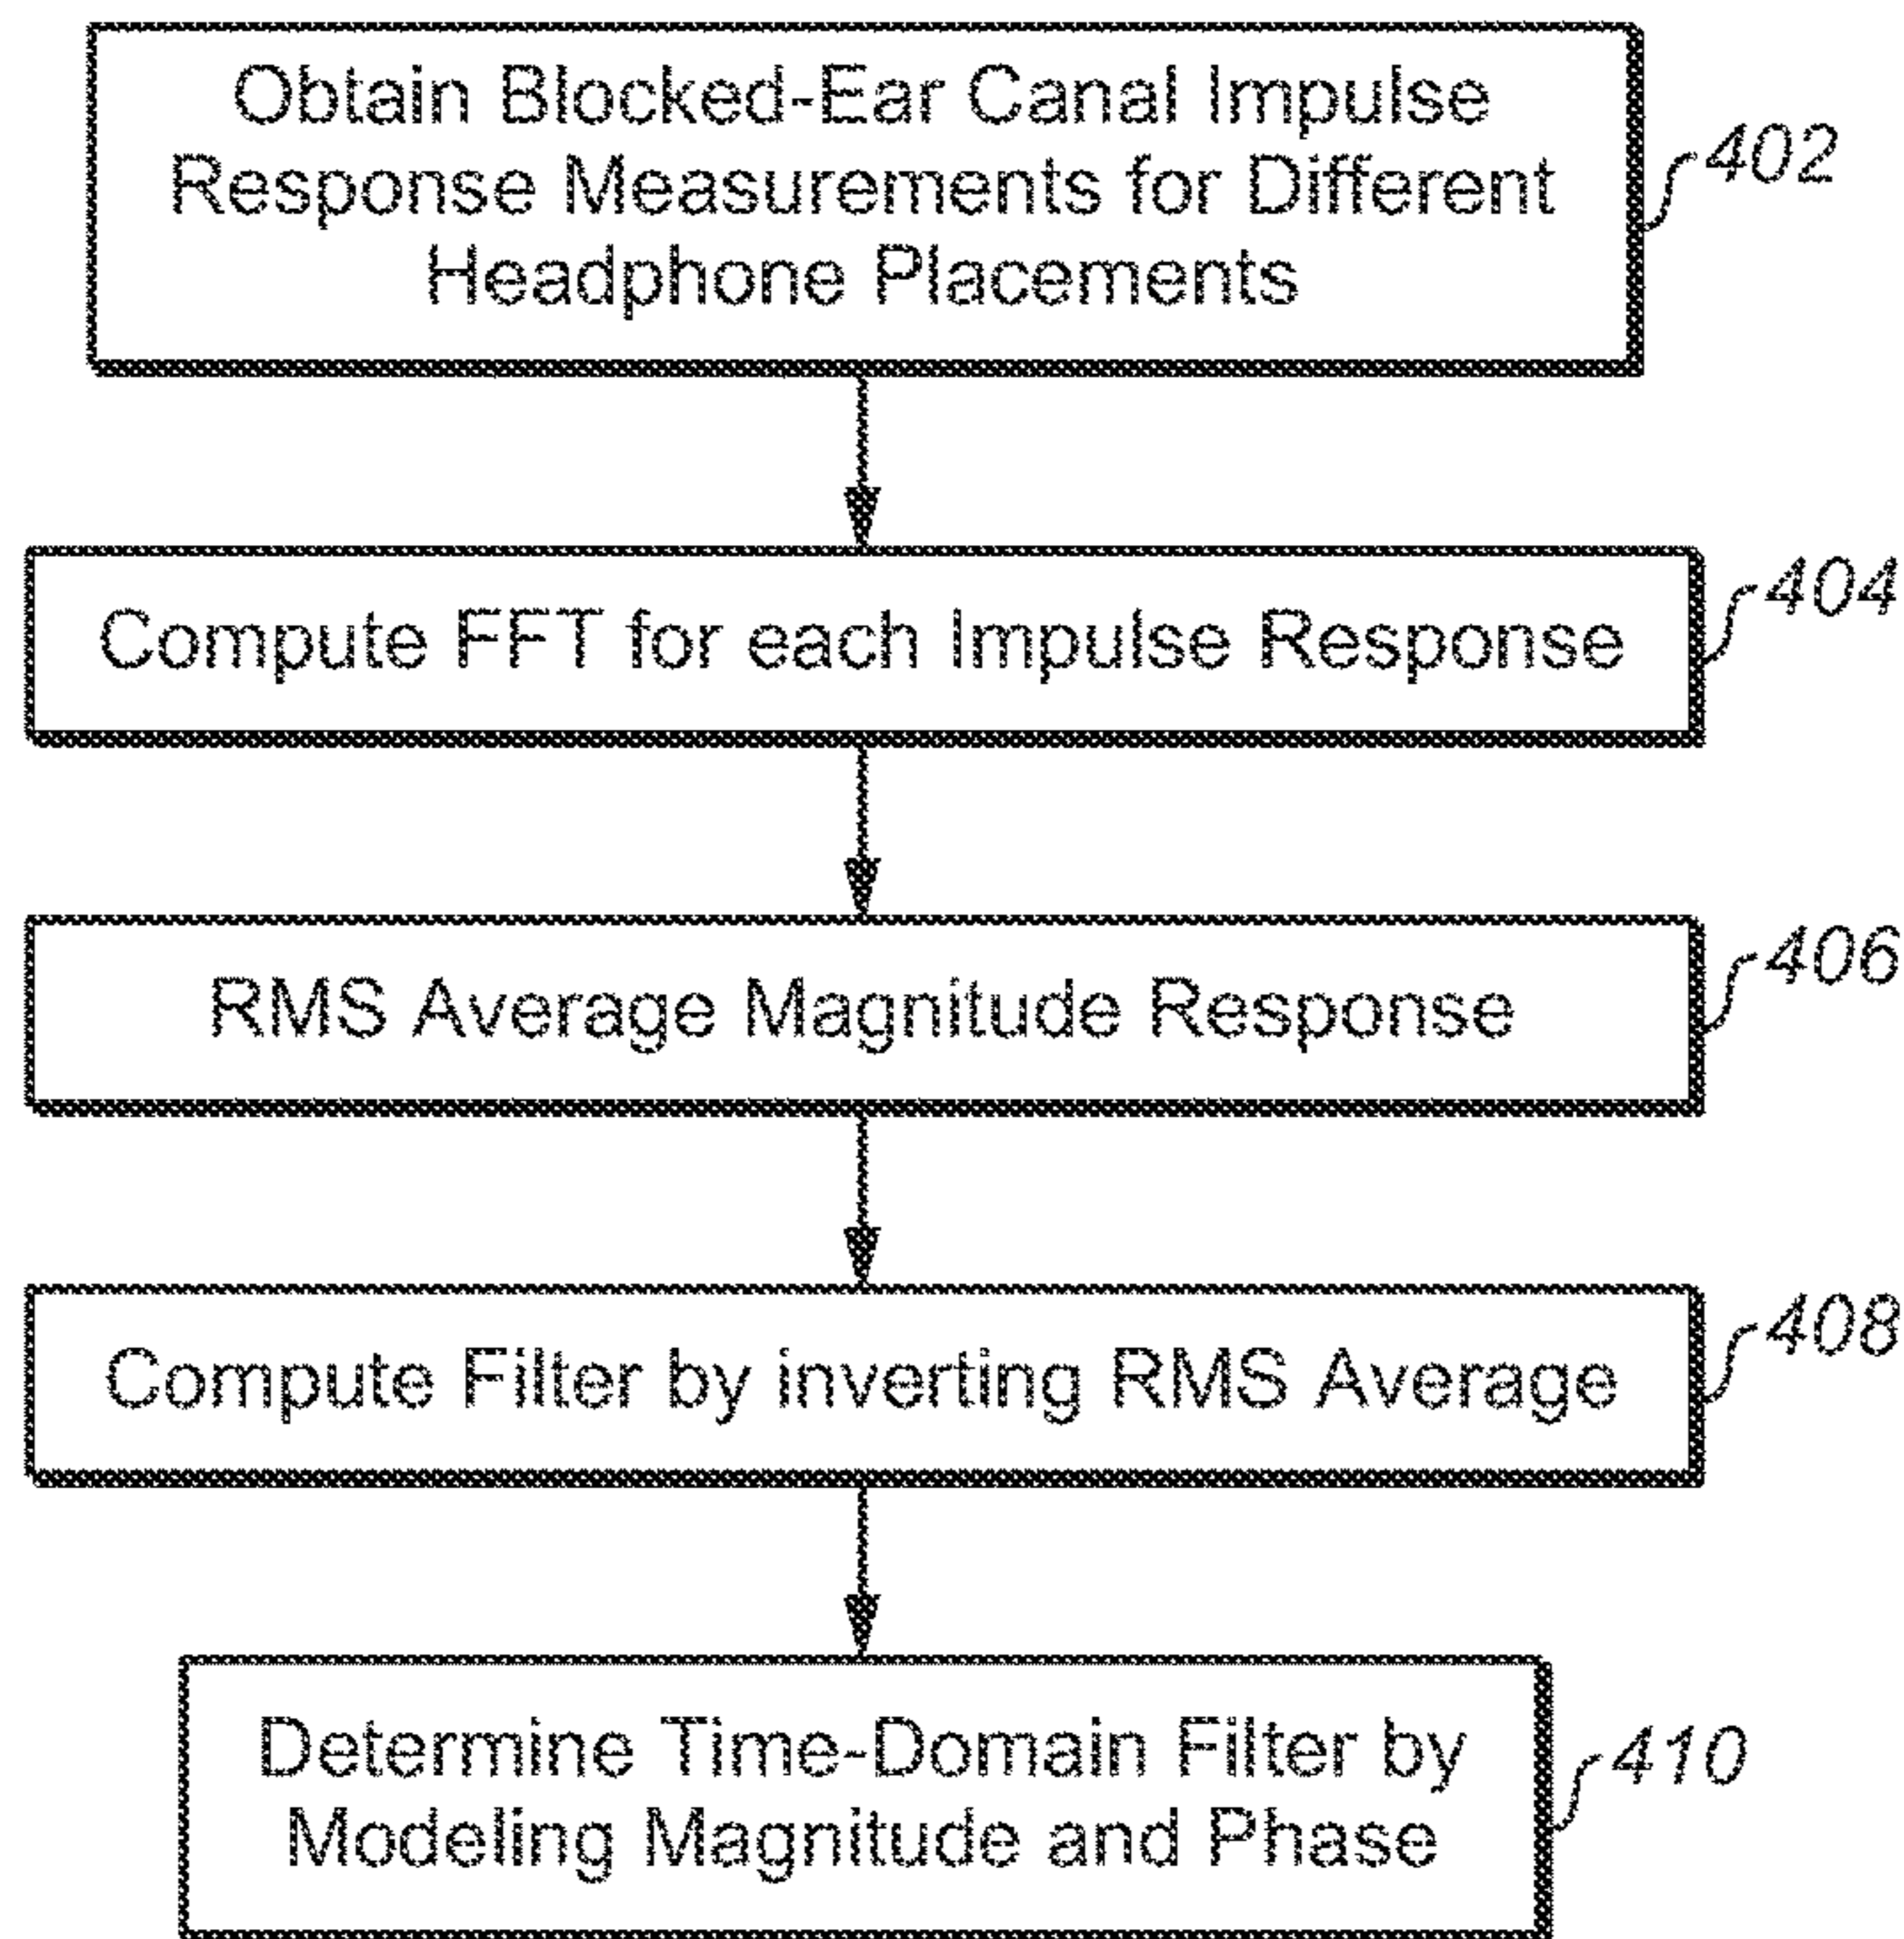 Obtain Blocked-Ear Canal Impulse
Response Measurements for Different
Headphone Placements
402
Compute FFT for each Impulse Response
404
RMS Average Magnitude Response
406
Compute Filter by inverting RMS Average
408
Determine Time-Domain Filter by
Modeling Magnitude and Phase
410